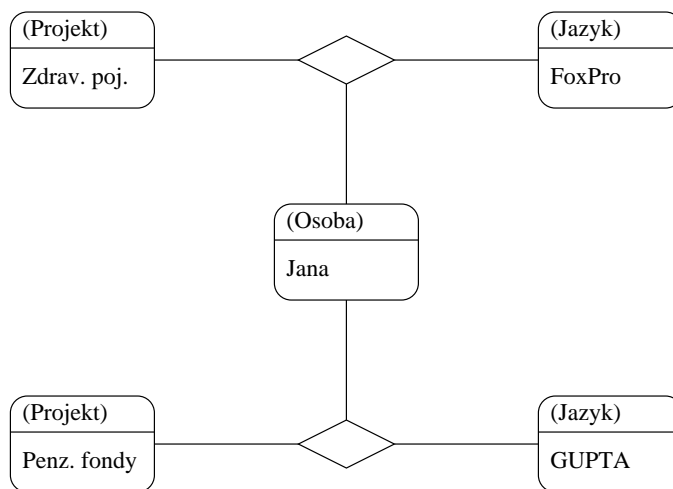 (Projekt)
Zdrav. poj.
(Jazyk)
FoxPro
(Osoba)
Jana
(Projekt)
Penz. fondy
(Jazyk)
GUPTA